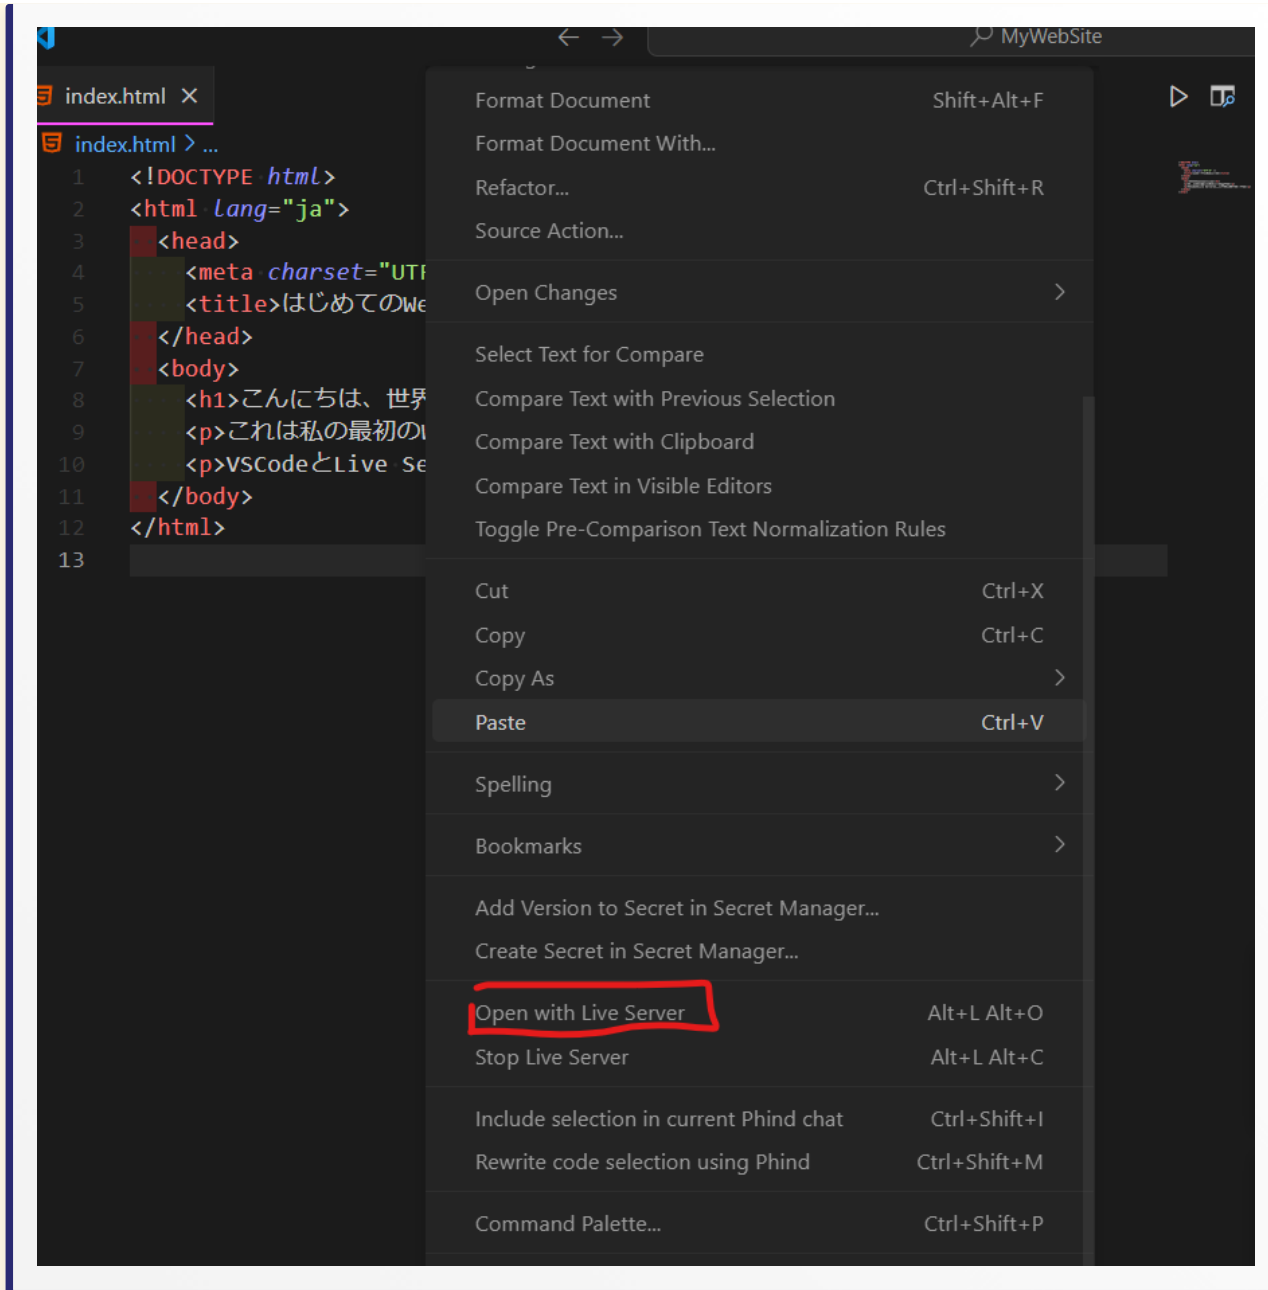 MyWebSite
index.html
index.html > ...
1 <!DOCTYPE html>
2 <html lang="ja">
3 <head>
4 <meta charset="UTF
5 <title>はじめてのWe
6 </head>
7 <body>
8 <h1>こんにちは、世界
9 <p>これは私の最初の
10 <p>VSCodeとLive Se
11 </body>
12 </html>
13
Format Document Shift+Alt+F
Format Document With...
Refactor... Ctrl+Shift+R
Source Action...
Open Changes
Select Text for Compare
Compare Text with Previous Selection
Compare Text with Clipboard
Compare Text in Visible Editors
Toggle Pre-Comparison Text Normalization Rules
Cut Ctrl+X
Copy Ctrl+C
Copy As
Paste Ctrl+V
Spelling
Bookmarks
Add Version to Secret in Secret Manager...
Create Secret in Secret Manager...
Open with Live Server Alt+L Alt+O
Stop Live Server Alt+L Alt+C
Include selection in current Phind chat Ctrl+Shift+I
Rewrite code selection using Phind Ctrl+Shift+M
Command Palette... Ctrl+Shift+P